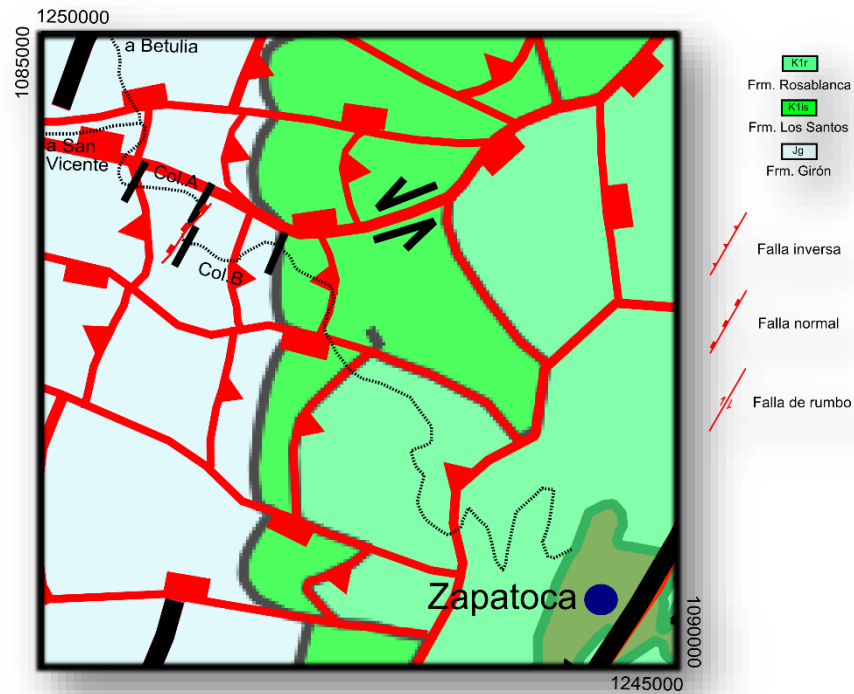 1250000
1085000
a Betulia
a San
Vicente
Col.A
Col.B
Zapatoca
1090000
1245000
K1r
Frm. Rosablanca
K1ls
Frm. Los Santos
Jg
Frm. Girón
Falla inversa
Falla normal
Falla de rumbo